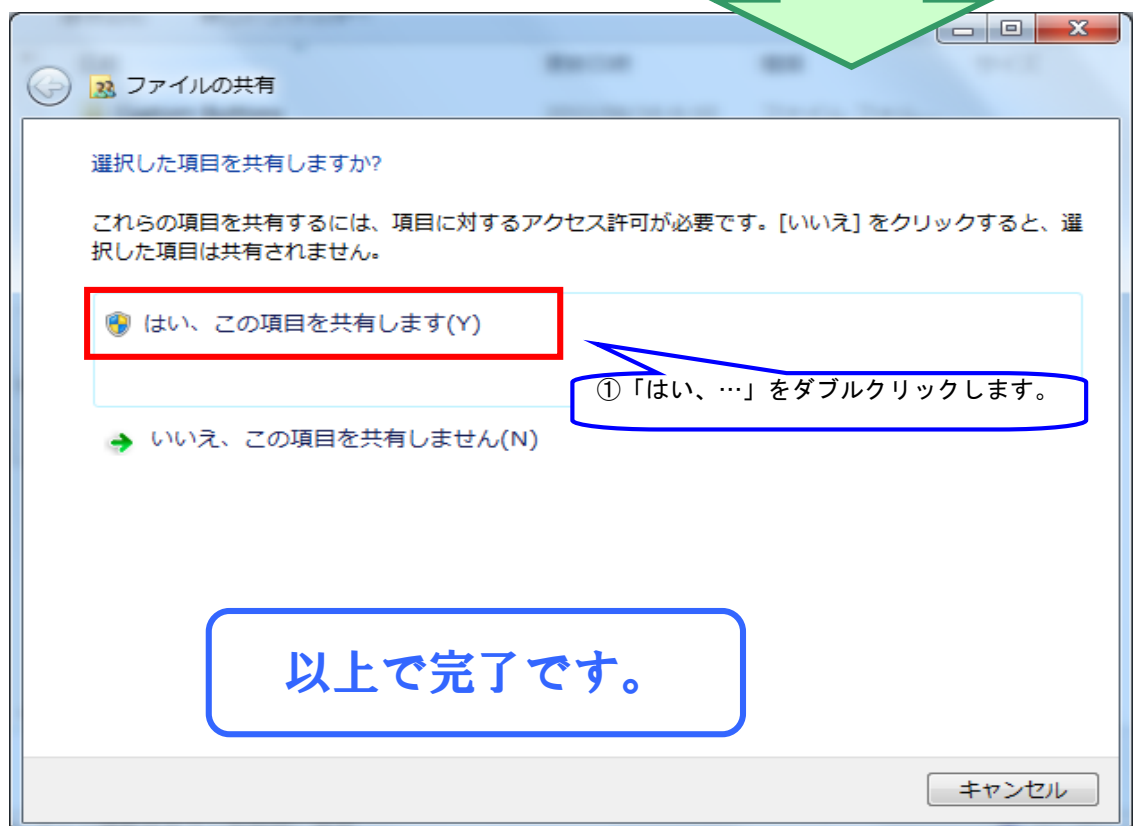 ファイルの共有
選択した項目を共有しますか?
これらの項目を共有するには、項目に対するアクセス許可が必要です。[いいえ] をクリックすると、選
択した項目は共有されません。
はい、この項目を共有します(Y)
①「はい、…」をダブルクリックします。
いいえ、この項目を共有しません(N)
以上で完了です。
キャンセル